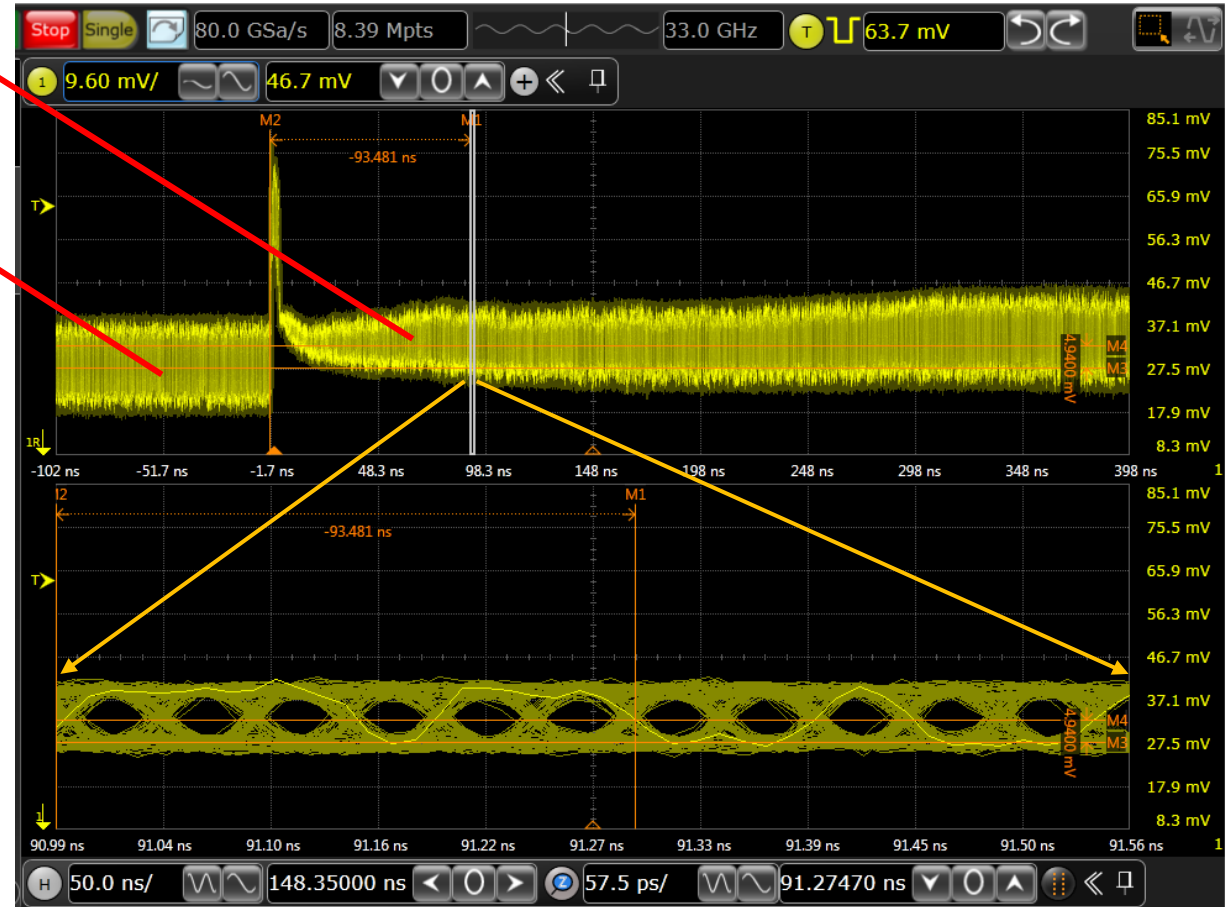 Stop Single 80.0 GSa/s 8.39 Mpts 33.0 GHz T 63.7 mV
1 9.60 mV/ 46.7 mV 0 +
M2 M1 85.1 mV
-93.481 ns 75.5 mV
T 65.9 mV
56.3 mV
46.7 mV
37.1 mV
4.9400 mV M4
M3 27.5 mV
17.9 mV
1R 8.3 mV
-102 ns -51.7 ns -1.7 ns 48.3 ns 98.3 ns 148 ns 198 ns 248 ns 298 ns 348 ns 398 ns 1
12 M1 85.1 mV
-93.481 ns 75.5 mV
T 65.9 mV
56.3 mV
46.7 mV
37.1 mV
4.9400 mV M4
M3 27.5 mV
17.9 mV
1 8.3 mV
90.99 ns 91.04 ns 91.10 ns 91.16 ns 91.22 ns 91.27 ns 91.33 ns 91.39 ns 91.45 ns 91.50 ns 91.56 ns 1
H 50.0 ns/ 148.35000 ns 0 Z 57.5 ps/ 91.27470 ns 0